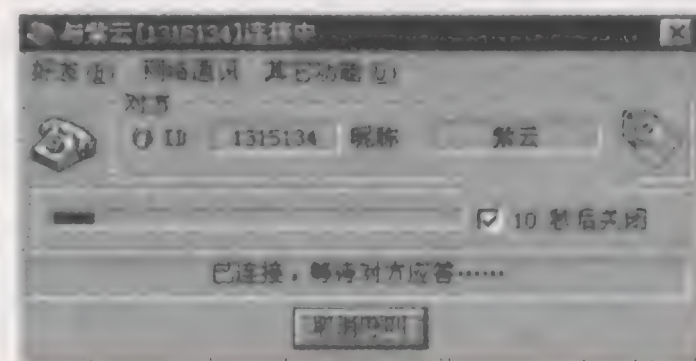 与紫云[1315134]连接中
好友 网络通讯 其它功能
对方
ID 1315134 昵称 紫云
10 秒后关闭
已连接，等待对方应答……
取消呼叫